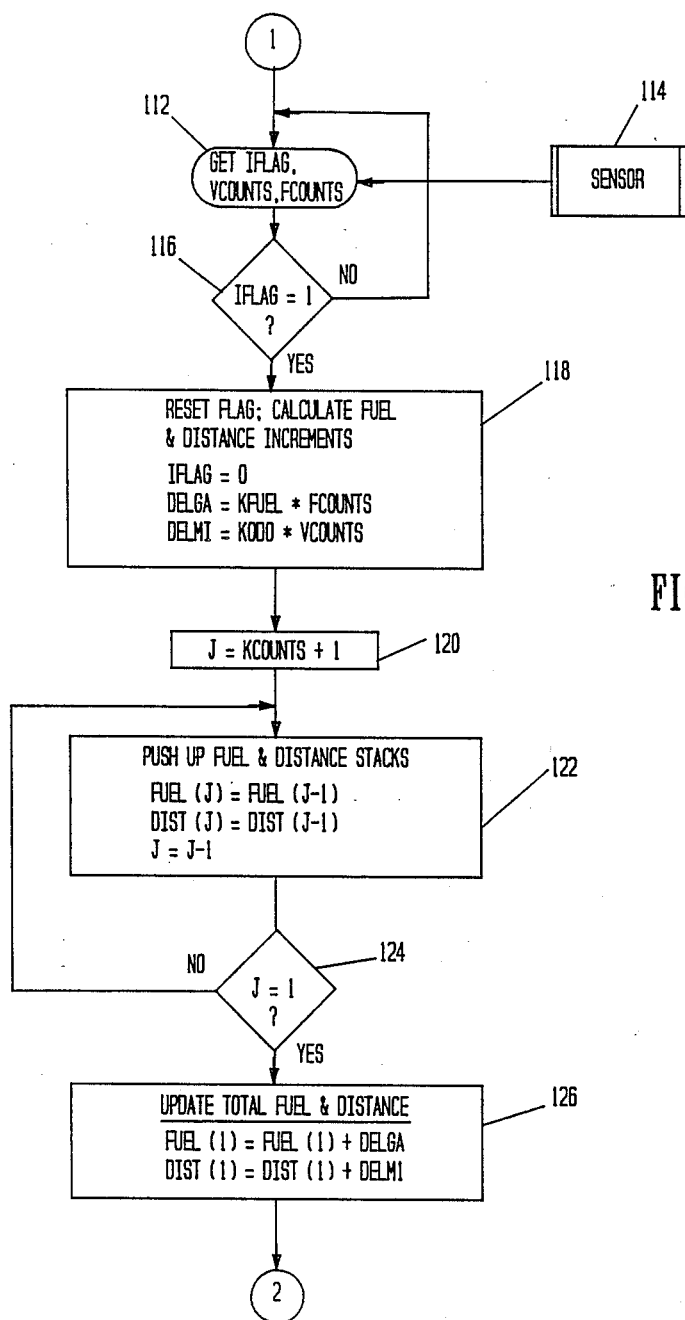 1
112
114
GET IFLAG,
VCOUNTS,FCOUNTS
SENSOR
116
IFLAG = 1
?
NO
YES
118
RESET FLAG; CALCULATE FUEL
& DISTANCE INCREMENTS
IFLAG = 0
DELGA = KFUEL * FCOUNTS
DELMI = KODO * VCOUNTS
FI
J = KCOUNTS + 1
120
PUSH UP FUEL & DISTANCE STACKS
FUEL (J) = FUEL (J-1)
DIST (J) = DIST (J-1)
J = J-1
122
124
NO
J = 1
?
YES
126
UPDATE TOTAL FUEL & DISTANCE
FUEL (1) = FUEL (1) + DELGA
DIST (1) = DIST (1) + DELMI
2